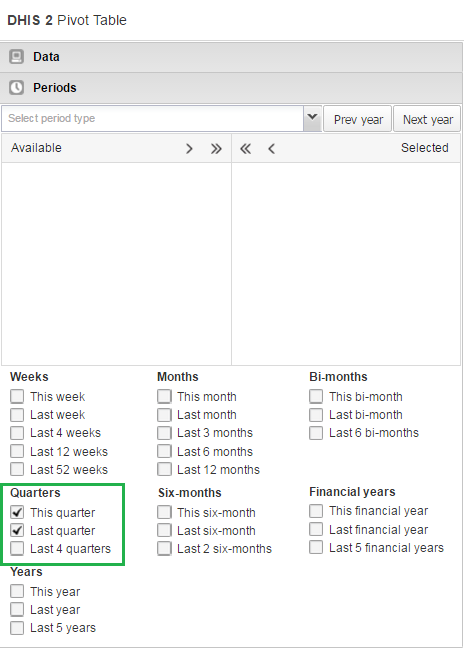 DHIS 2 Pivot Table
Data
Periods
Select period type
Prev year
Next year
Available
Selected
Weeks
This week
Last week
Last 4 weeks
Last 12 weeks
Last 52 weeks
Months
This month
Last month
Last 3 months
Last 6 months
Last 12 months
Bi-months
This bi-month
Last bi-month
Last 6 bi-months
Quarters
This quarter
Last quarter
Last 4 quarters
Six-months
This six-month
Last six-month
Last 2 six-months
Financial years
This financial year
Last financial year
Last 5 financial years
Years
This year
Last year
Last 5 years